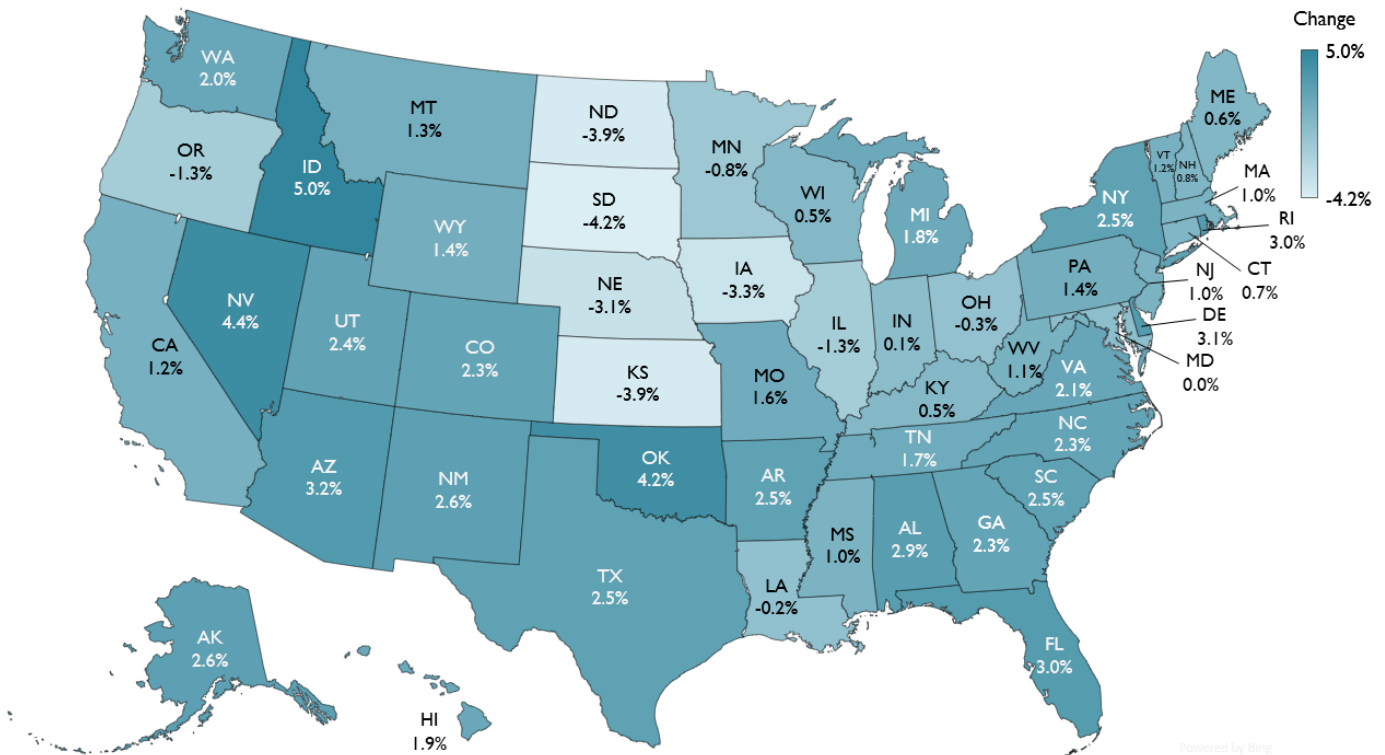 Change
5.0%
-4.2%
WA
2.0%
OR
-1.3%
CA
1.2%
ID
5.0%
NV
4.4%
MT
1.3%
WY
1.4%
UT
2.4%
CO
2.3%
AZ
3.2%
NM
2.6%
ND
-3.9%
SD
-4.2%
NE
-3.1%
KS
-3.9%
OK
4.2%
TX
2.5%
MN
-0.8%
IA
-3.3%
MO
1.6%
AR
2.5%
LA
-0.2%
WI
0.5%
IL
-1.3%
MI
1.8%
IN
0.1%
OH
-0.3%
KY
0.5%
TN
1.7%
MS
1.0%
AL
2.9%
GA
2.3%
FL
3.0%
SC
2.5%
NC
2.3%
VA
2.1%
WV
1.1%
PA
1.4%
NY
2.5%
VT
1.2%
NH
0.8%
ME
0.6%
MA
1.0%
RI
3.0%
CT
0.7%
NJ
1.0%
DE
3.1%
MD
0.0%
AK
2.6%
HI
1.9%
Powered by Bing